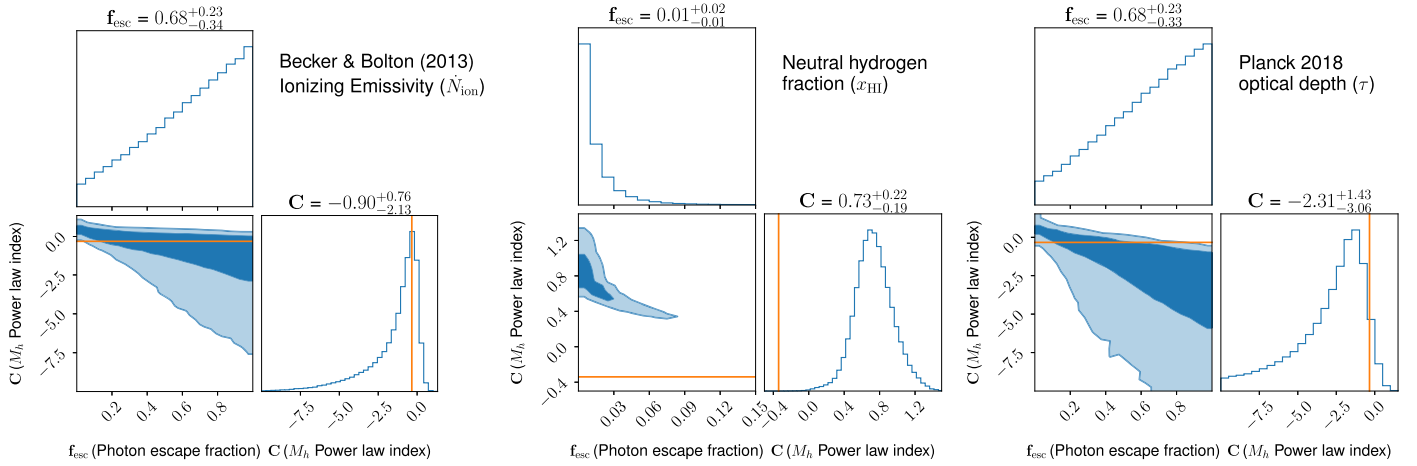 f_esc = 0.68^{+0.23}_{-0.34}
Becker & Bolton (2013)
Ionizing Emissivity (Ṅ_ion)
C = −0.90^{+0.76}_{-2.13}
C (M_h Power law index)
0.0
−2.5
−5.0
−7.5
0.2
0.4
0.6
0.8
−7.5
−5.0
−2.5
0.0
f_esc (Photon escape fraction)
C (M_h Power law index)
f_esc = 0.01^{+0.02}_{-0.01}
Neutral hydrogen
fraction (x_HI)
C = 0.73^{+0.22}_{-0.19}
C (M_h Power law index)
1.2
0.8
0.4
0.0
−0.4
0.03
0.06
0.09
0.12
0.15
−0.4
0.0
0.4
0.8
1.2
f_esc (Photon escape fraction)
C (M_h Power law index)
f_esc = 0.68^{+0.23}_{-0.33}
Planck 2018
optical depth (τ)
C = −2.31^{+1.43}_{-3.06}
C (M_h Power law index)
0.0
−2.5
−5.0
−7.5
0.2
0.4
0.6
0.8
−7.5
−5.0
−2.5
0.0
f_esc (Photon escape fraction)
C (M_h Power law index)